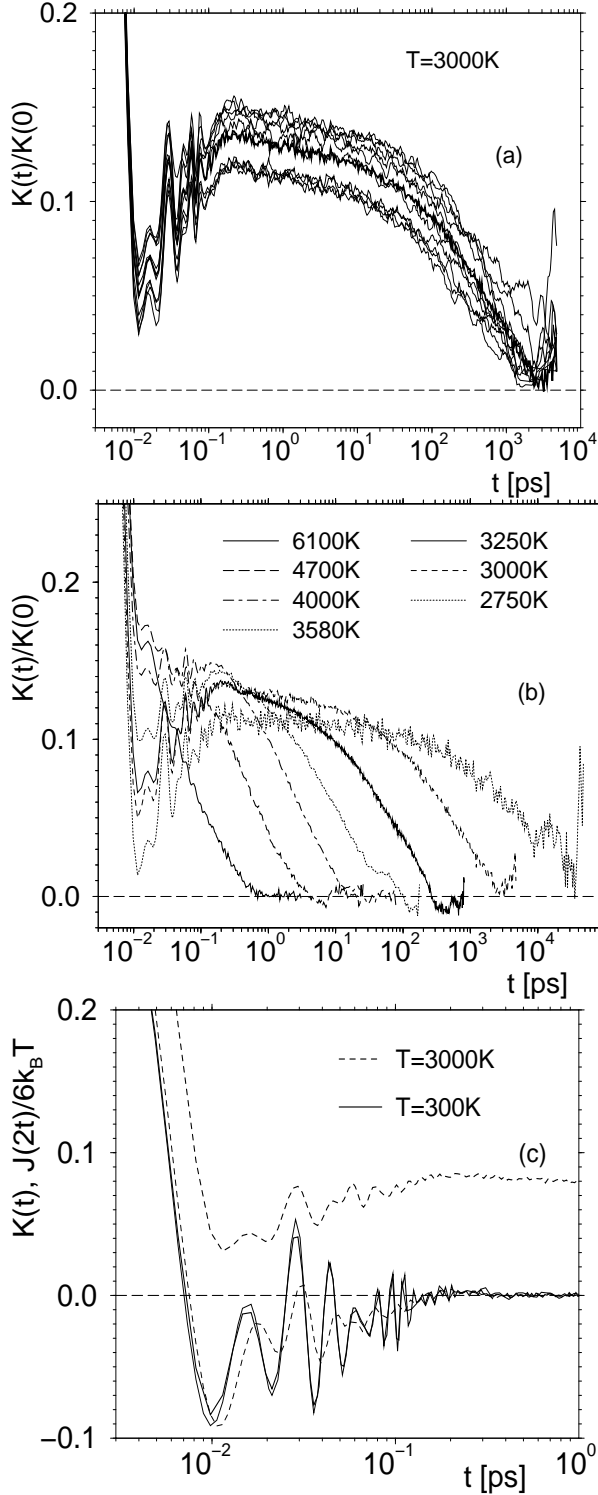 0.2
T=3000K
(a)
K(t)/K(0)
0.1
0.0
10⁻² 10⁻¹ 10⁰ 10¹ 10² 10³ 10⁴
t [ps]
6100K 3250K
4700K 3000K
4000K 2750K
3580K
0.2
(b)
K(t)/K(0)
0.1
0.0
10⁻² 10⁻¹ 10⁰ 10¹ 10² 10³ 10⁴
t [ps]
0.2
T=3000K
T=300K
(c)
K(t), J(2t)/6k_BT
0.1
0.0
−0.1
10⁻² 10⁻¹ 10⁰
t [ps]